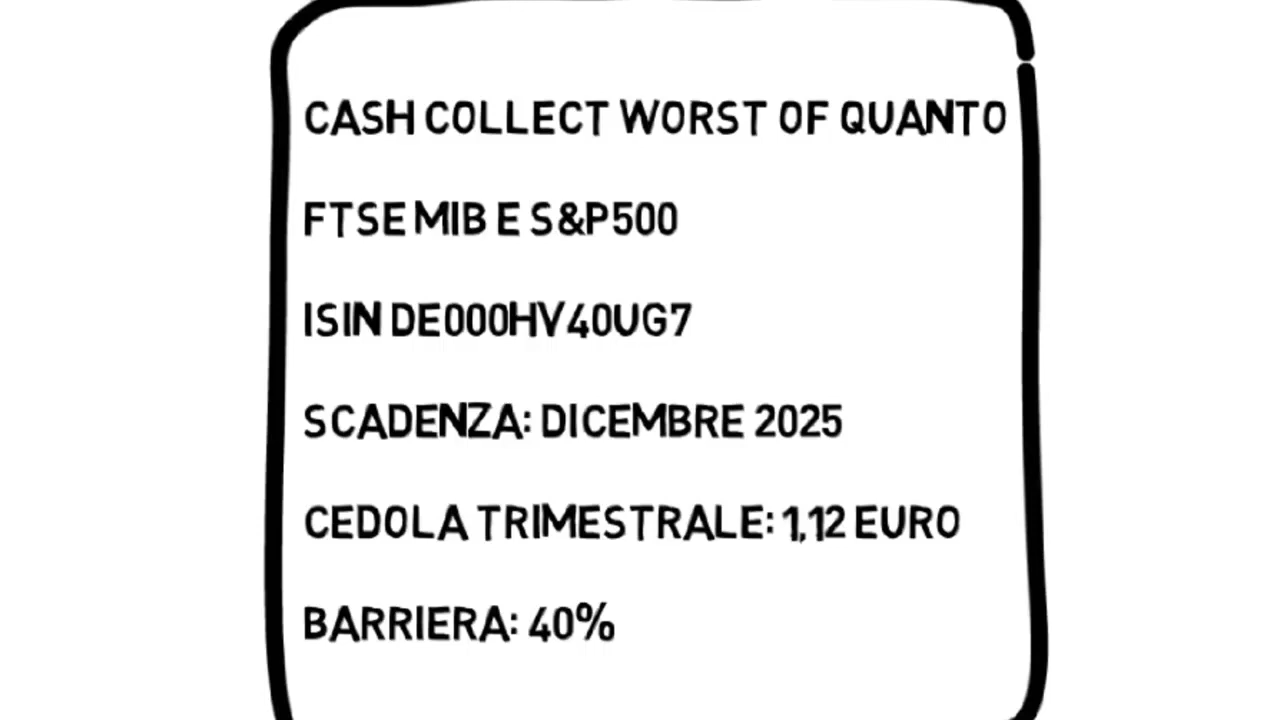 CASH COLLECT WORST OF QUANTO
FTSE MIB E S&P500
ISIN DE000HV40UG7
SCADENZA: DICEMBRE 2025
CEDOLA TRIMESTRALE: 1,12 EURO
BARRIERA: 40%